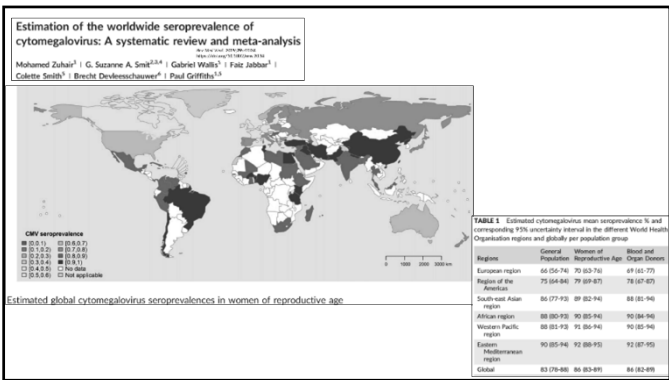 Estimation of the worldwide seroprevalence of
cytomegalovirus: A systematic review and meta-analysis
Mohamed Zuhair1 | G. Suzanne A. Smit2,3,4 | Gabriel Wallis1 | Faiz Jabbar1 |
Colette Smith5 | Brecht Devleesschauwer6 | Paul Griffiths1,5
CMV seroprevalence
[0,0.1)
[0.1,0.2)
[0.2,0.3)
[0.3,0.4)
[0.4,0.5)
[0.5,0.6)
[0.6,0.7)
[0.7,0.8)
[0.8,0.9)
[0.9,1)
No data
Not applicable
0 1000 2000 3000 km
Estimated global cytomegalovirus seroprevalences in women of reproductive age
TABLE 1 Estimated cytomegalovirus mean seroprevalence % and
corresponding 95% uncertainty interval in the different World Health
Organisation regions and globally per population group
Regions General Population Women of Reproductive Age Blood and Organ Donors
European region 66 (56-74) 70 (63-76) 69 (61-77)
Region of the Americas 75 (64-84) 79 (69-87) 78 (67-87)
South-east Asian region 86 (77-93) 89 (82-94) 88 (81-94)
African region 88 (80-93) 90 (85-94) 90 (84-94)
Western Pacific region 88 (81-93) 91 (86-94) 90 (85-94)
Eastern Mediterranean region 90 (85-94) 92 (88-95) 92 (87-95)
Global 83 (78-88) 86 (83-89) 86 (82-89)